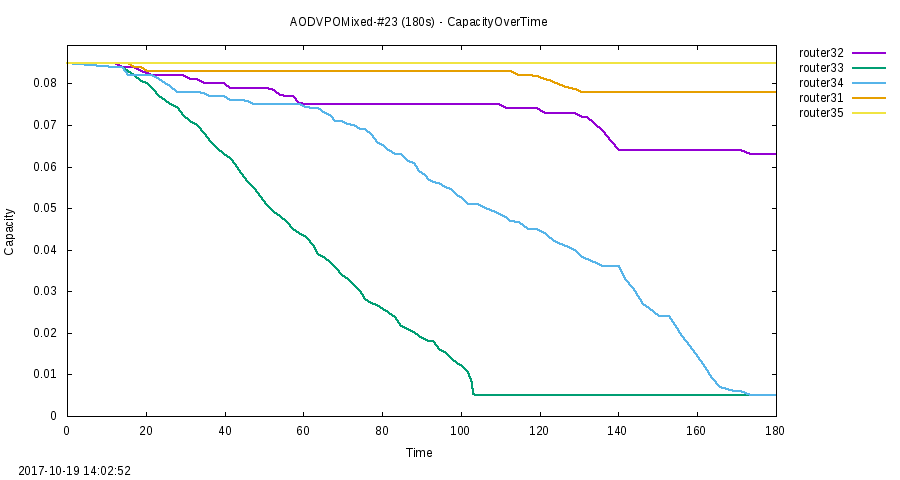 AODVPOMixed-#23 (180s) - CapacityOverTime
router32
router33
router34
router31
router35
0.08
0.07
0.06
0.05
0.04
0.03
0.02
0.01
0
Capacity
0 20 40 60 80 100 120 140 160 180
Time
2017-10-19 14:02:52